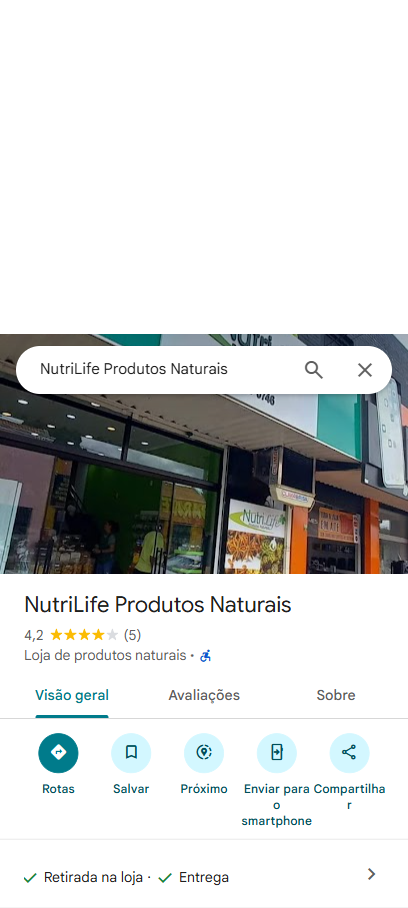 NutriLife Produtos Naturais
NutriLife
NutriLife Produtos Naturais
4,2 (5)
Loja de produtos naturais ·
Visão geral Avaliações Sobre
Rotas Salvar Próximo Enviar para o smartphone Compartilhar
Retirada na loja · Entrega